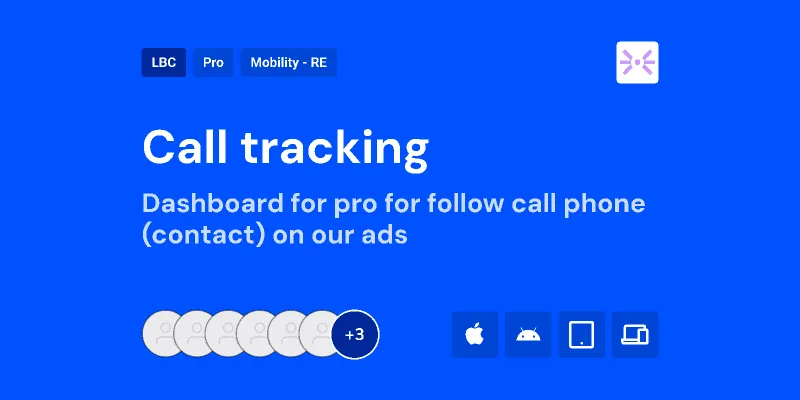 LBC Pro Mobility - RE
Call tracking
Dashboard for pro for follow call phone
(contact) on our ads
+3